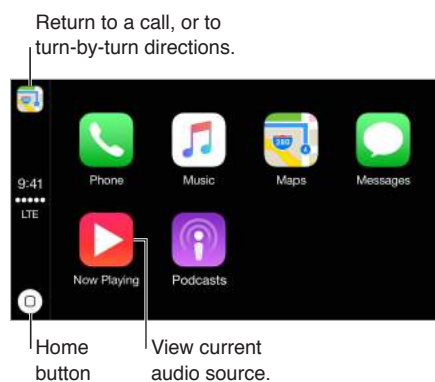 Return to a call, or to
turn-by-turn directions.
280
9:41
LTE
Phone
Music
Maps
Messages
Now Playing
Podcasts
Home
button
View current
audio source.